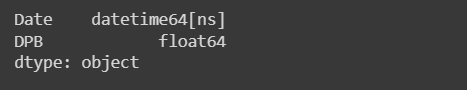 Date    datetime64[ns]
DPB            float64
dtype: object